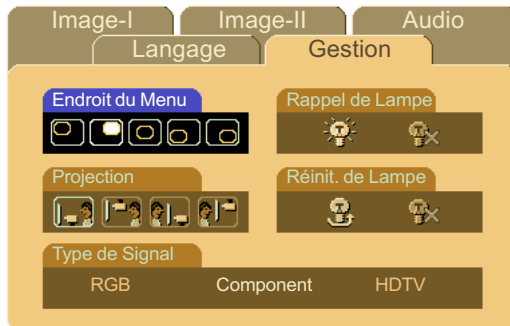 Image-I Image-II Audio
Langage Gestion
Endroit du Menu Rappel de Lampe
Projection Réinit. de Lampe
Type de Signal
RGB Component HDTV